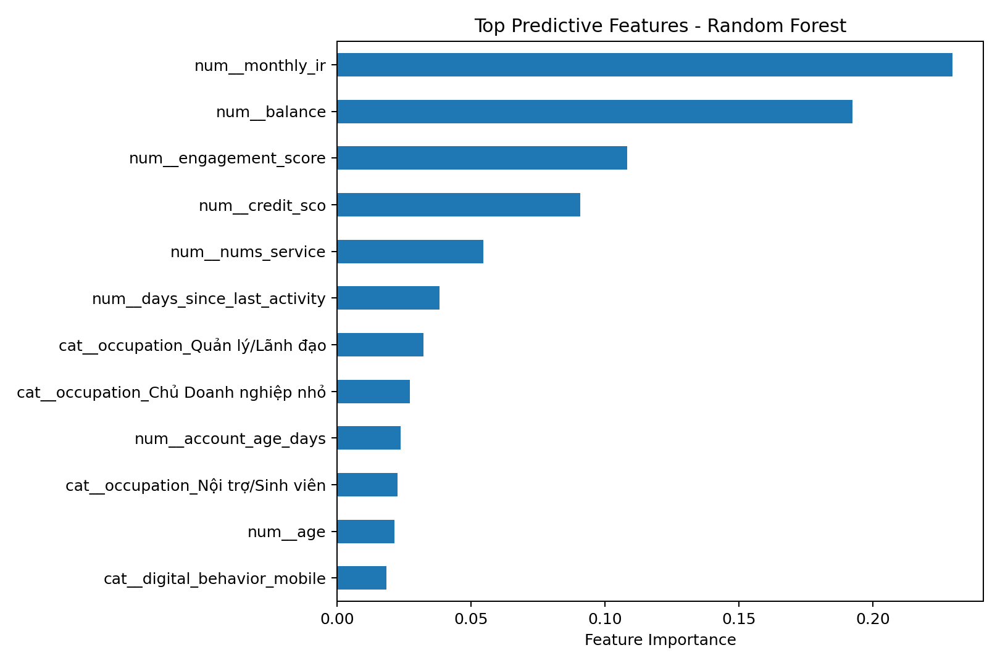 Top Predictive Features - Random Forest
num__monthly_ir
num__balance
num__engagement_score
num__credit_sco
num__nums_service
num__days_since_last_activity
cat__occupation_Quản lý/Lãnh đạo
cat__occupation_Chủ Doanh nghiệp nhỏ
num__account_age_days
cat__occupation_Nội trợ/Sinh viên
num__age
cat__digital_behavior_mobile
0.00 0.05 0.10 0.15 0.20
Feature Importance